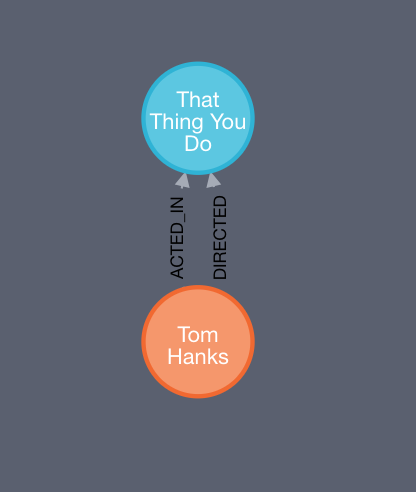 That
Thing You
Do
ACTED_IN
DIRECTED
Tom
Hanks